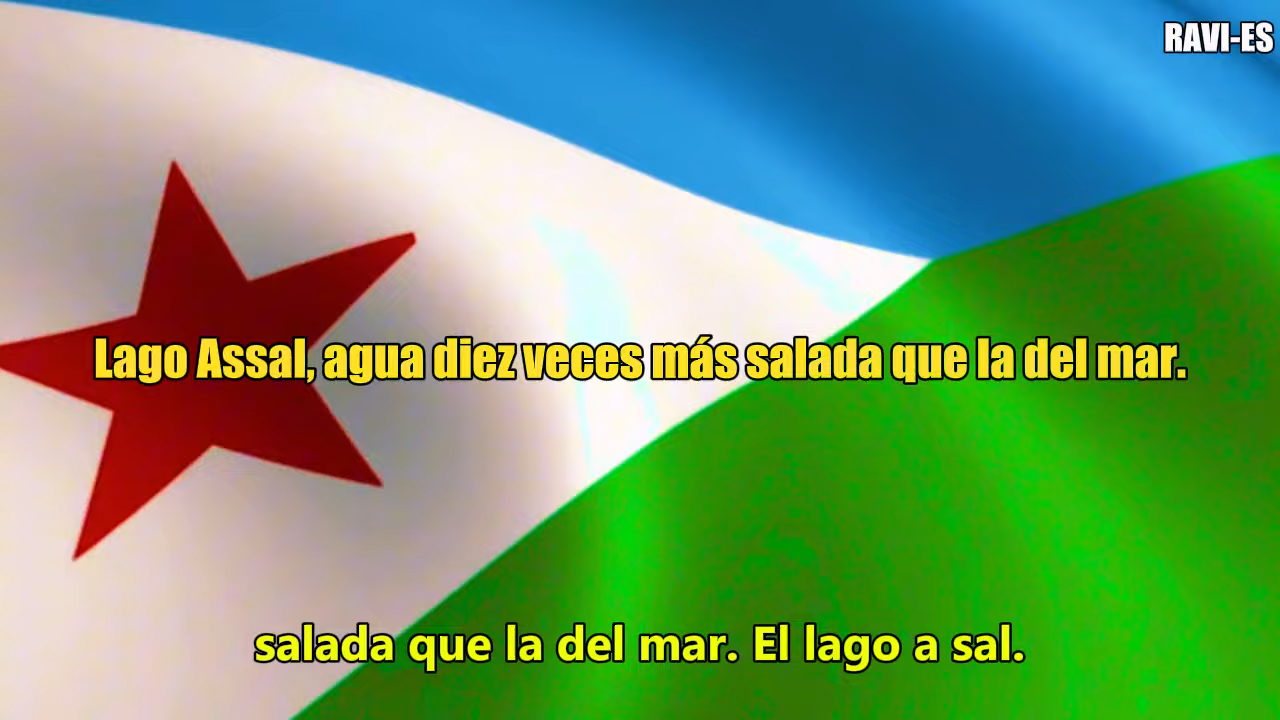 RAVI-ES
Lago Assal, agua diez veces más salada que la del mar.
salada que la del mar. El lago a sal.